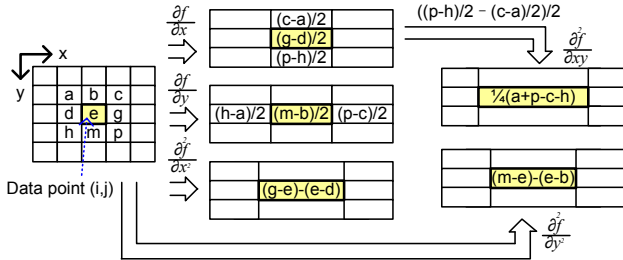 x
y
a b c
d e g
h m p
Data point (i,j)
∂f
∂x
(c-a)/2
(g-d)/2
(p-h)/2
∂f
∂y
(h-a)/2 (m-b)/2 (p-c)/2
∂²f
∂x²
(g-e)-(e-d)
((p-h)/2 - (c-a)/2)/2
∂²f
∂xy
¼(a+p-c-h)
(m-e)-(e-b)
∂²f
∂y²